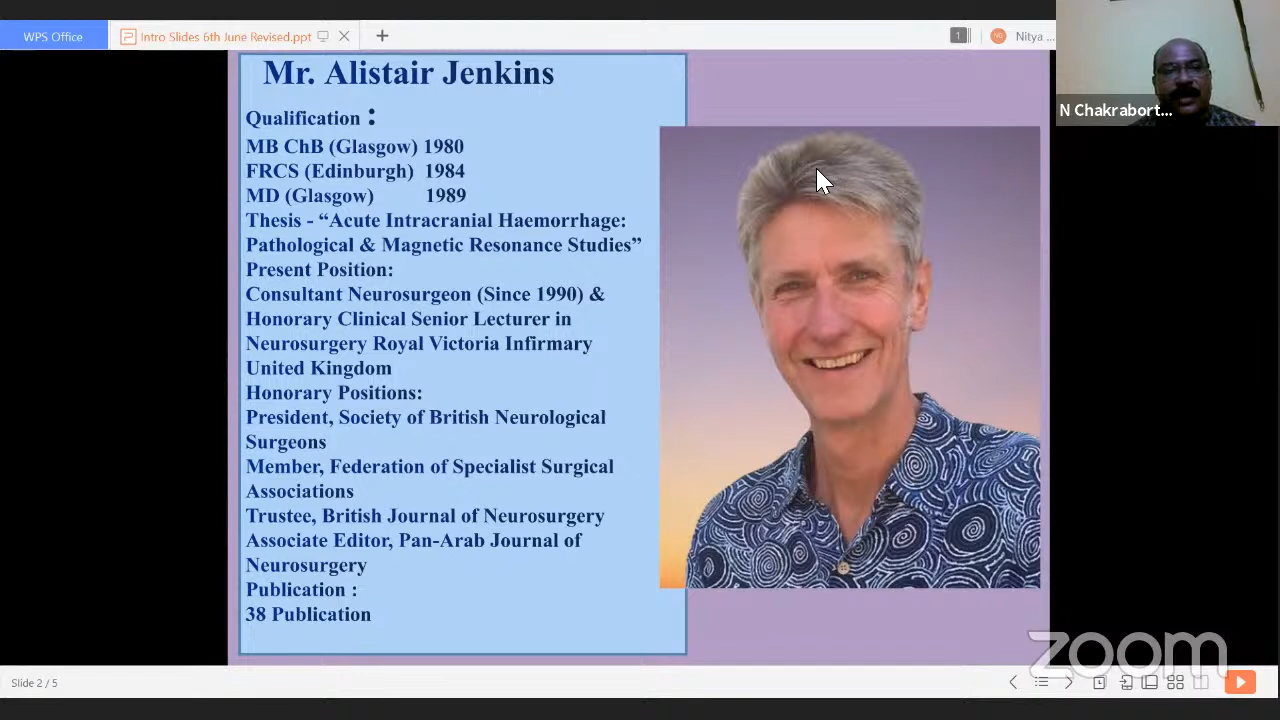 WPS Office
Intro Slides 6th June Revised.ppt
1
Nitya ...
N Chakrabort...
Mr. Alistair Jenkins
Qualification :
MB ChB (Glasgow) 1980
FRCS (Edinburgh) 1984
MD (Glasgow) 1989
Thesis - “Acute Intracranial Haemorrhage:
Pathological & Magnetic Resonance Studies”
Present Position:
Consultant Neurosurgeon (Since 1990) &
Honorary Clinical Senior Lecturer in
Neurosurgery Royal Victoria Infirmary
United Kingdom
Honorary Positions:
President, Society of British Neurological
Surgeons
Member, Federation of Specialist Surgical
Associations
Trustee, British Journal of Neurosurgery
Associate Editor, Pan-Arab Journal of
Neurosurgery
Publication :
38 Publication
zoom
Slide 2 / 5